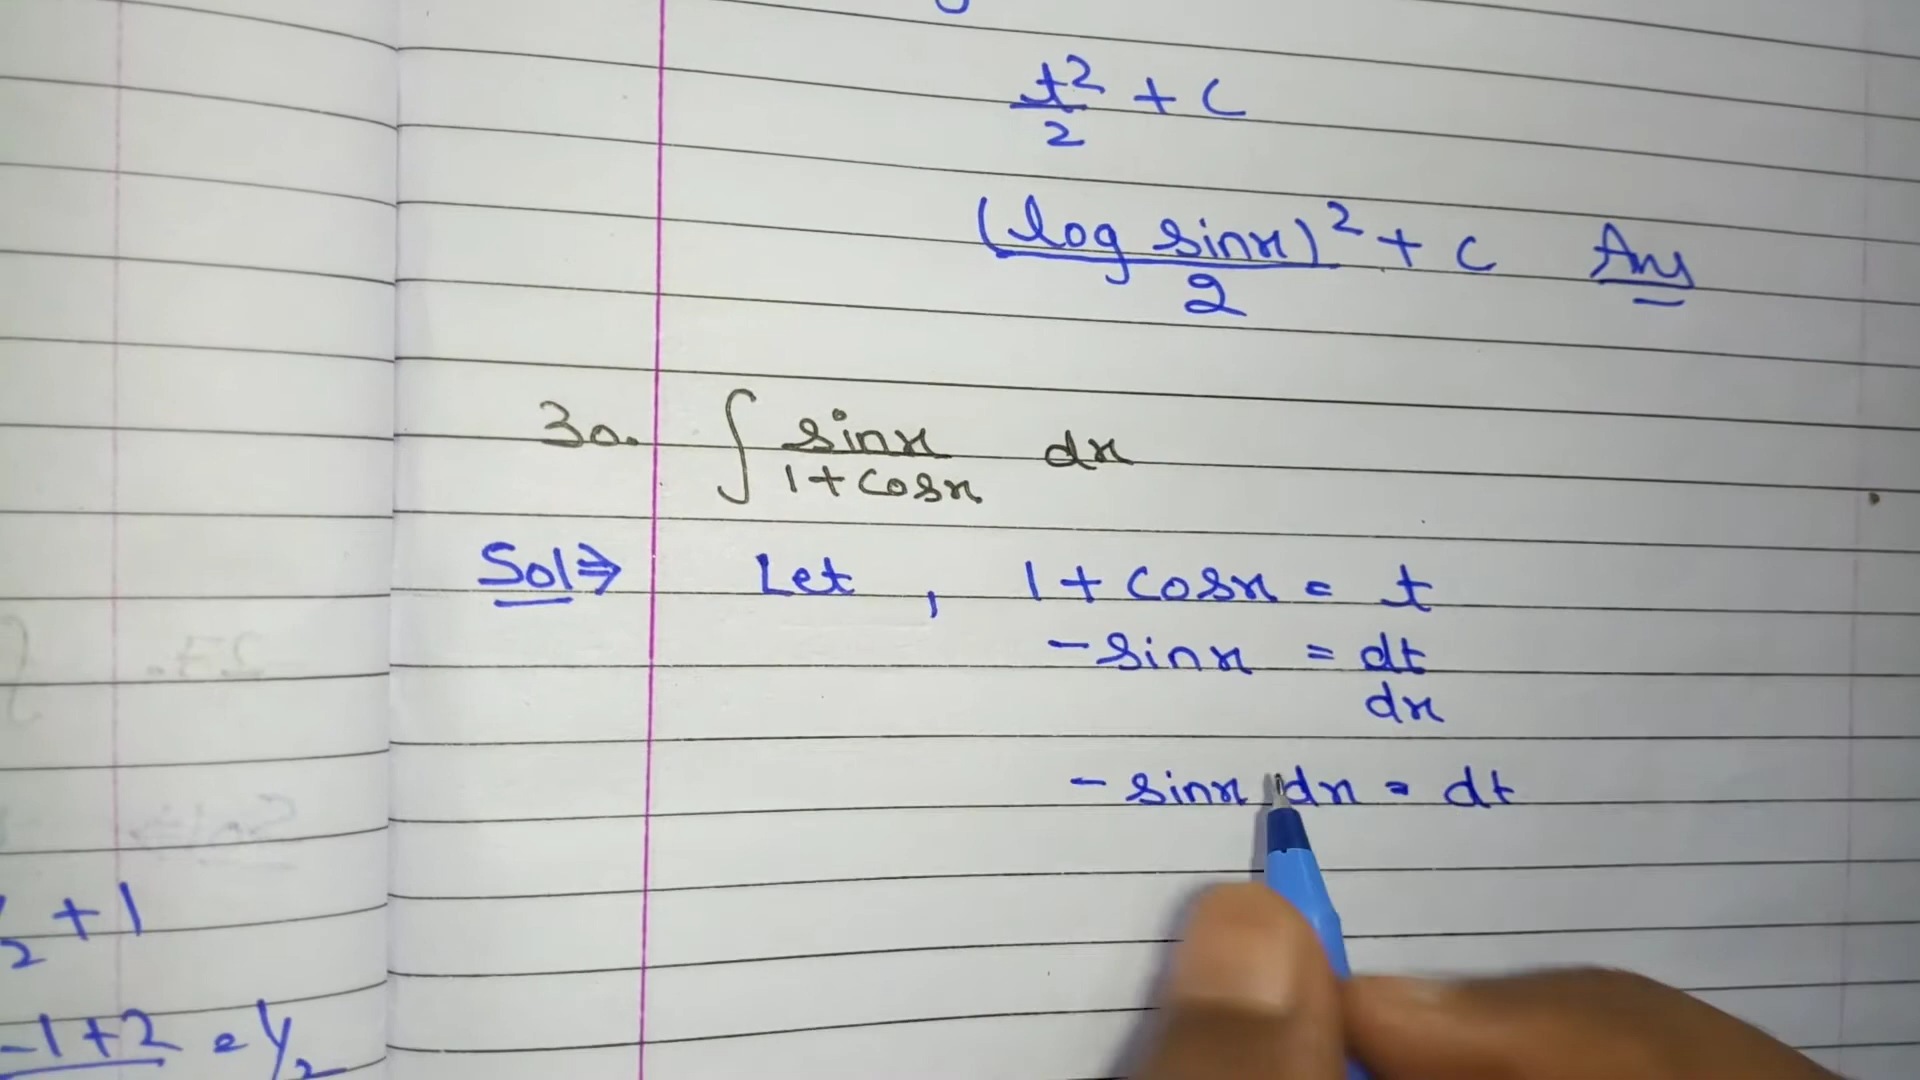 t²/2 + C
(log sinx)²/2 + C Ans
30. ∫ sinx/1+cosx dx
Sol⇒ Let , 1 + cosx = t
-sinx = dt/dx
- sinx dx = dt
2 + 1
-1+2 = 1/2